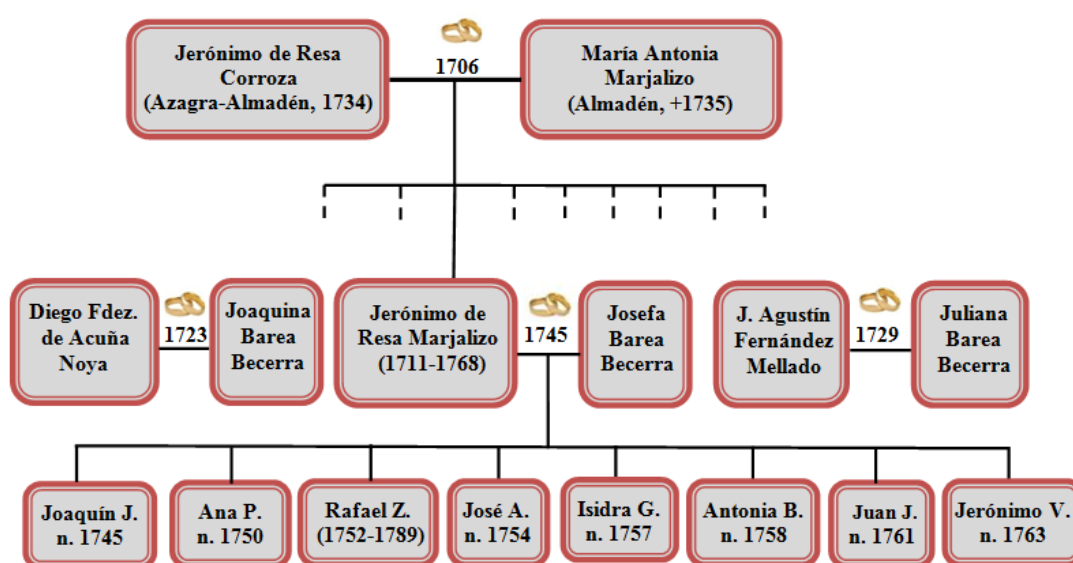 Jerónimo de Resa
Corroza
(Azagra-Almadén, 1734)
1706
María Antonia
Marjalizo
(Almadén, +1735)
Diego Fdez.
de Acuña
Noya
1723
Joaquina
Barea
Becerra
Jerónimo de
Resa Marjalizo
(1711-1768)
1745
Josefa
Barea
Becerra
J. Agustín
Fernández
Mellado
1729
Juliana
Barea
Becerra
Joaquín J.
n. 1745
Ana P.
n. 1750
Rafael Z.
(1752-1789)
José A.
n. 1754
Isidra G.
n. 1757
Antonia B.
n. 1758
Juan J.
n. 1761
Jerónimo V.
n. 1763